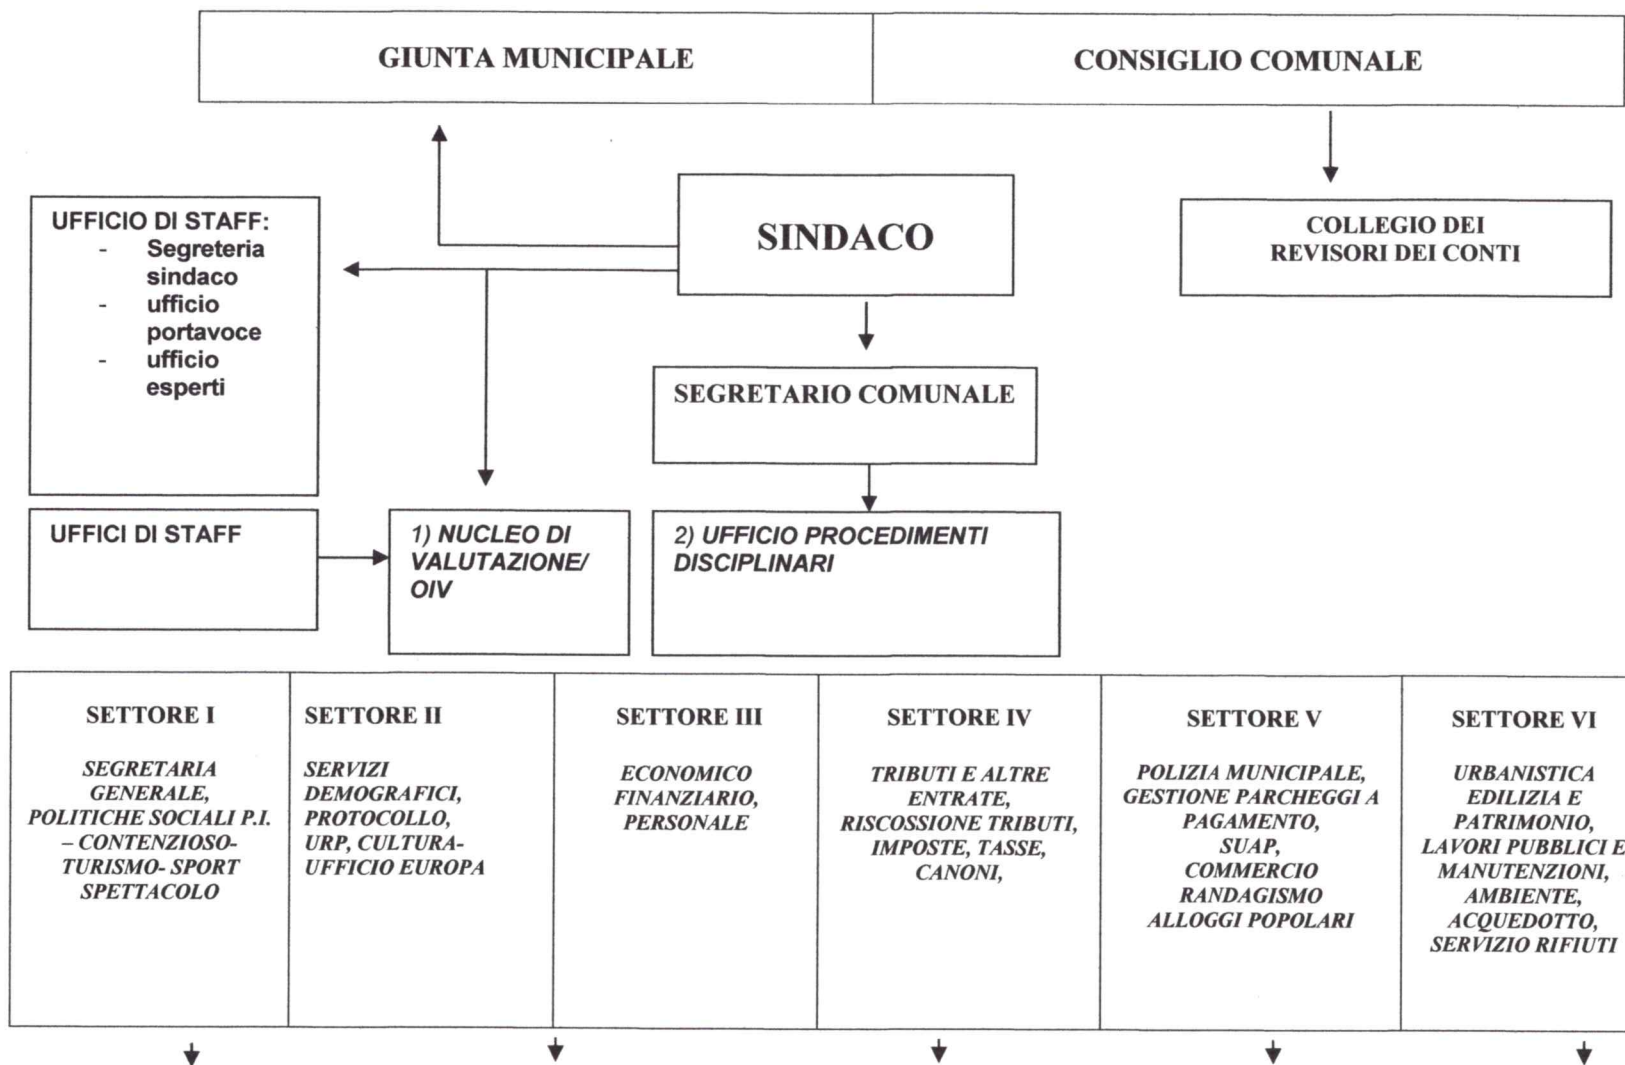 GIUNTA MUNICIPALE
CONSIGLIO COMUNALE
SINDACO
COLLEGIO DEI
REVISORI DEI CONTI
UFFICIO DI STAFF:
- Segreteria
sindaco
- ufficio
portavoce
- ufficio
esperti
SEGRETARIO COMUNALE
UFFICI DI STAFF
1) NUCLEO DI
VALUTAZIONE/
OIV
2) UFFICIO PROCEDIMENTI
DISCIPLINARI
SETTORE I
SEGRETARIA
GENERALE,
POLITICHE SOCIALI P.I.
– CONTENZIOSO-
TURISMO- SPORT
SPETTACOLO
SETTORE II
SERVIZI
DEMOGRAFICI,
PROTOCOLLO,
URP, CULTURA-
UFFICIO EUROPA
SETTORE III
ECONOMICO
FINANZIARIO,
PERSONALE
SETTORE IV
TRIBUTI E ALTRE
ENTRATE,
RISCOSSIONE TRIBUTI,
IMPOSTE, TASSE,
CANONI,
SETTORE V
POLIZIA MUNICIPALE,
GESTIONE PARCHEGGI A
PAGAMENTO,
SUAP,
COMMERCIO
RANDAGISMO
ALLOGGI POPOLARI
SETTORE VI
URBANISTICA
EDILIZIA E
PATRIMONIO,
LAVORI PUBBLICI E
MANUTENZIONI,
AMBIENTE,
ACQUEDOTTO,
SERVIZIO RIFIUTI